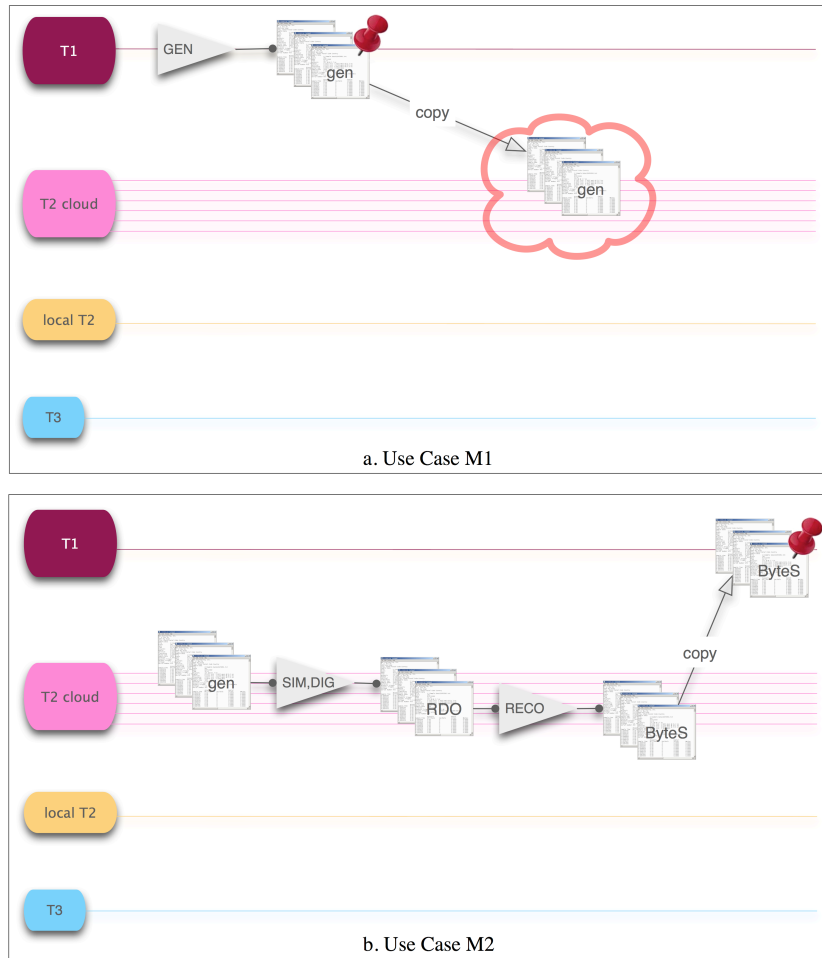 T1
GEN
gen
copy
gen
T2 cloud
local T2
T3
a. Use Case M1
T1
ByteS
copy
gen
SIM,DIG
T2 cloud
RDO
RECO
ByteS
local T2
T3
b. Use Case M2